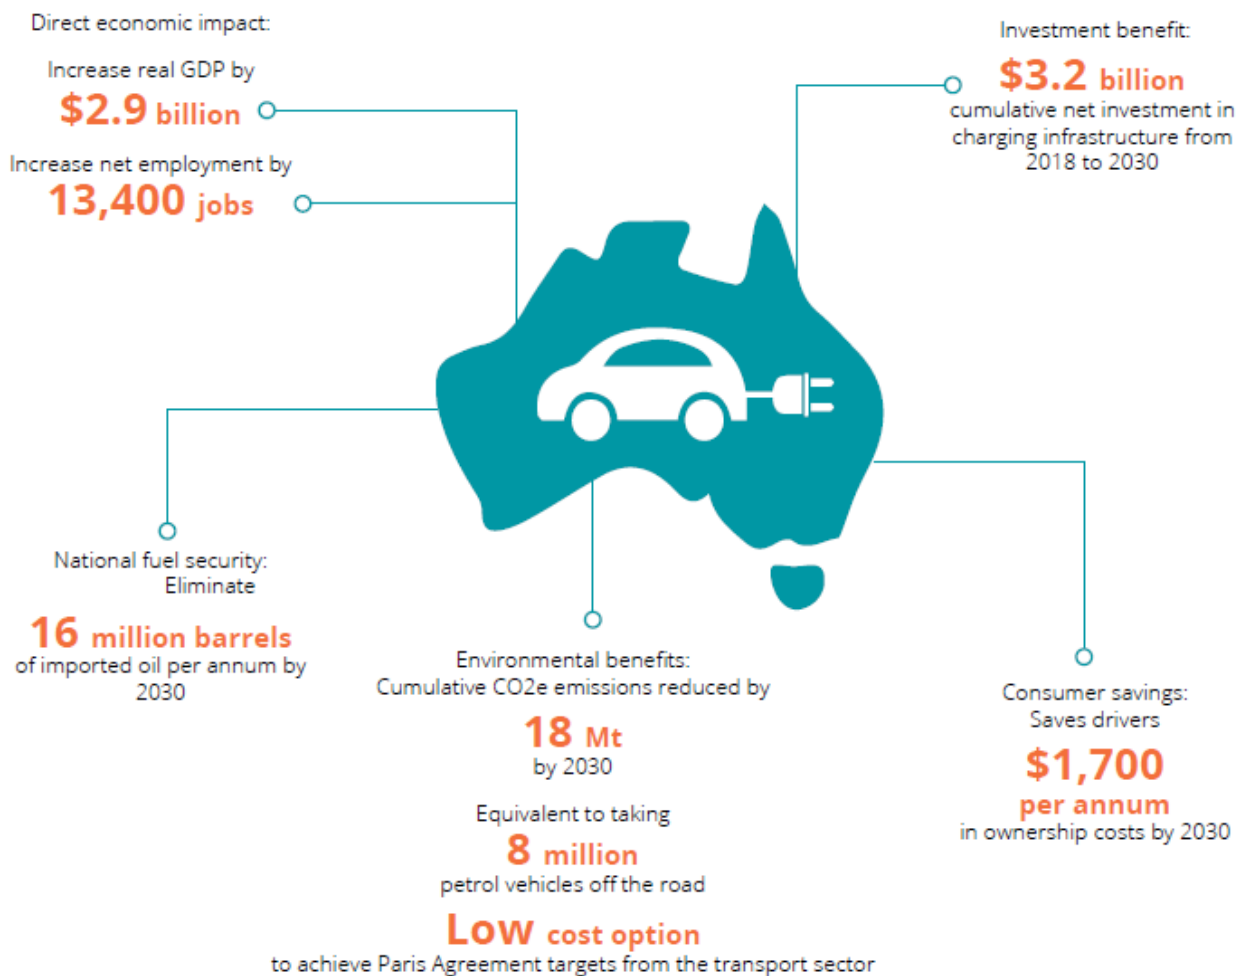 Direct economic impact:
Increase real GDP by
$2.9 billion
Increase net employment by
13,400 jobs
Investment benefit:
$3.2 billion
cumulative net investment in
charging infrastructure from
2018 to 2030
National fuel security:
Eliminate
16 million barrels
of imported oil per annum by
2030
Environmental benefits:
Cumulative CO2e emissions reduced by
18 Mt
by 2030
Equivalent to taking
8 million
petrol vehicles off the road
Low cost option
to achieve Paris Agreement targets from the transport sector
Consumer savings:
Saves drivers
$1,700
per annum
in ownership costs by 2030